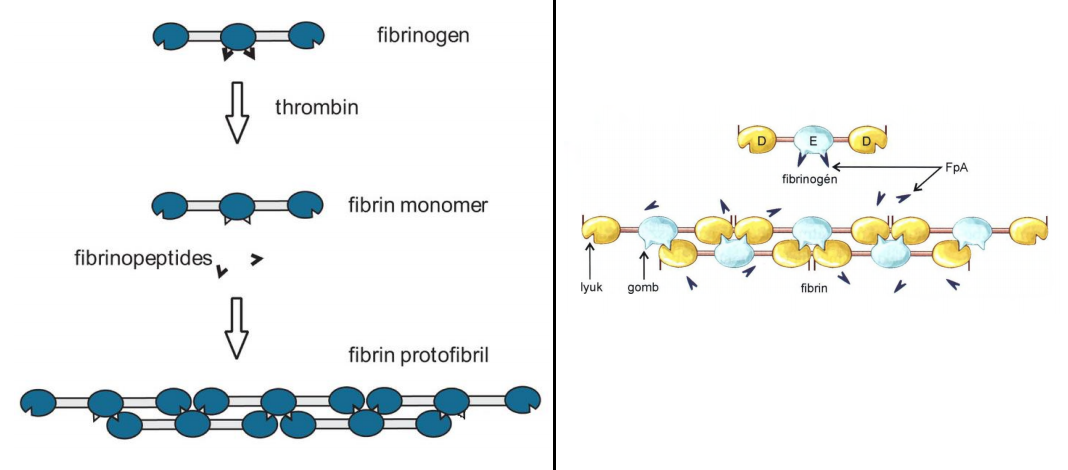 fibrinogen
thrombin
fibrin monomer
fibrinopeptides
fibrin protofibril
D E D
fibrinogén
FpA
lyuk gomb fibrin